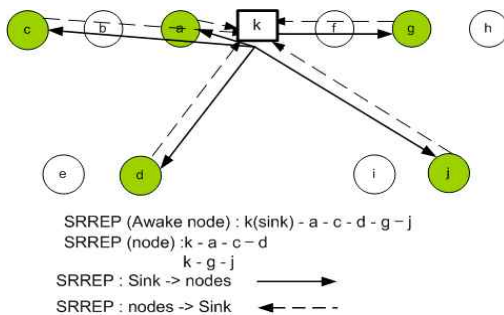 c b a k f g h
e d i j
SRREP (Awake node) : k(sink) - a - c - d - g – j
SRREP (node) :k - a - c – d
k - g - j
SRREP : Sink -> nodes
SRREP : nodes -> Sink